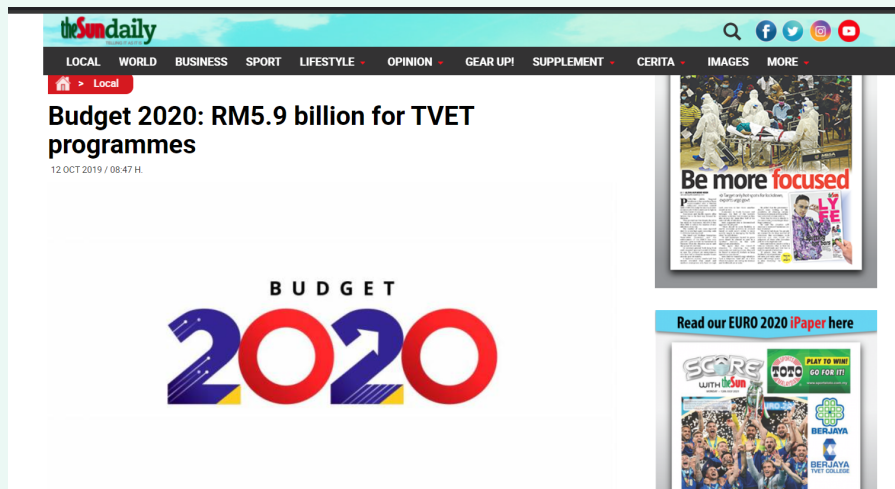 theSundaily
LOCAL WORLD BUSINESS SPORT LIFESTYLE OPINION GEAR UP! SUPPLEMENT CERITA IMAGES MORE
> Local
Budget 2020: RM5.9 billion for TVET
programmes
12 OCT 2019 / 08:47 H.
BUDGET
2020
Be more focused
LYFE
Read our EURO 2020 iPaper here
SCORE
WITH theSun
TOTO
PLAY TO WIN!
GO FOR IT!
BERJAYA
BERJAYA
TVET COLLEGE